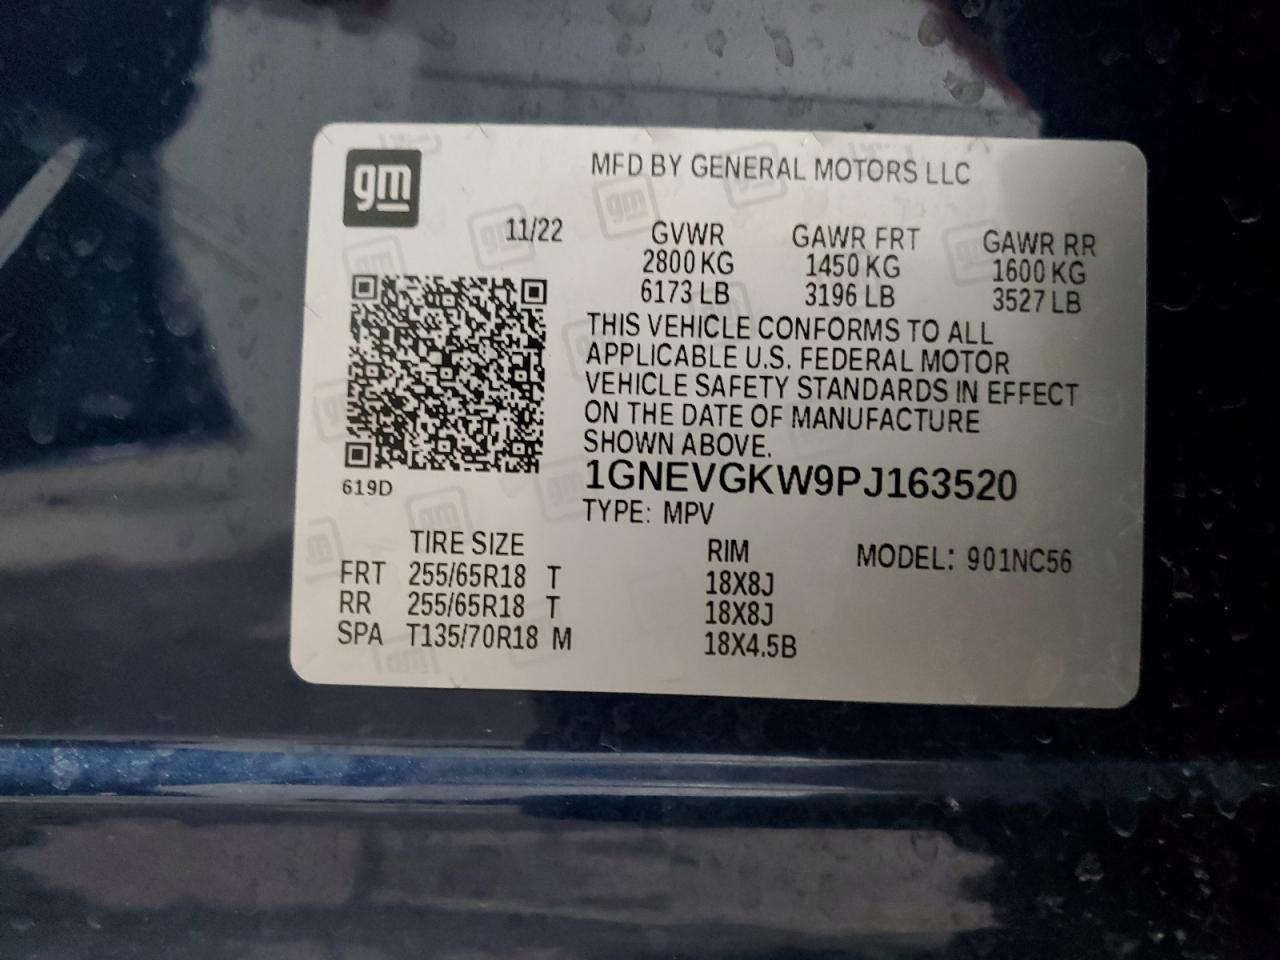 gm
MFD BY GENERAL MOTORS LLC
11/22
GVWR GAWR FRT GAWR RR
2800 KG 1450 KG 1600 KG
6173 LB 3196 LB 3527 LB
THIS VEHICLE CONFORMS TO ALL
APPLICABLE U.S. FEDERAL MOTOR
VEHICLE SAFETY STANDARDS IN EFFECT
ON THE DATE OF MANUFACTURE
SHOWN ABOVE.
1GNEVGKW9PJ163520
619D
TYPE: MPV
TIRE SIZE RIM MODEL: 901NC56
FRT 255/65R18 T 18X8J
RR 255/65R18 T 18X8J
SPA T135/70R18 M 18X4.5B